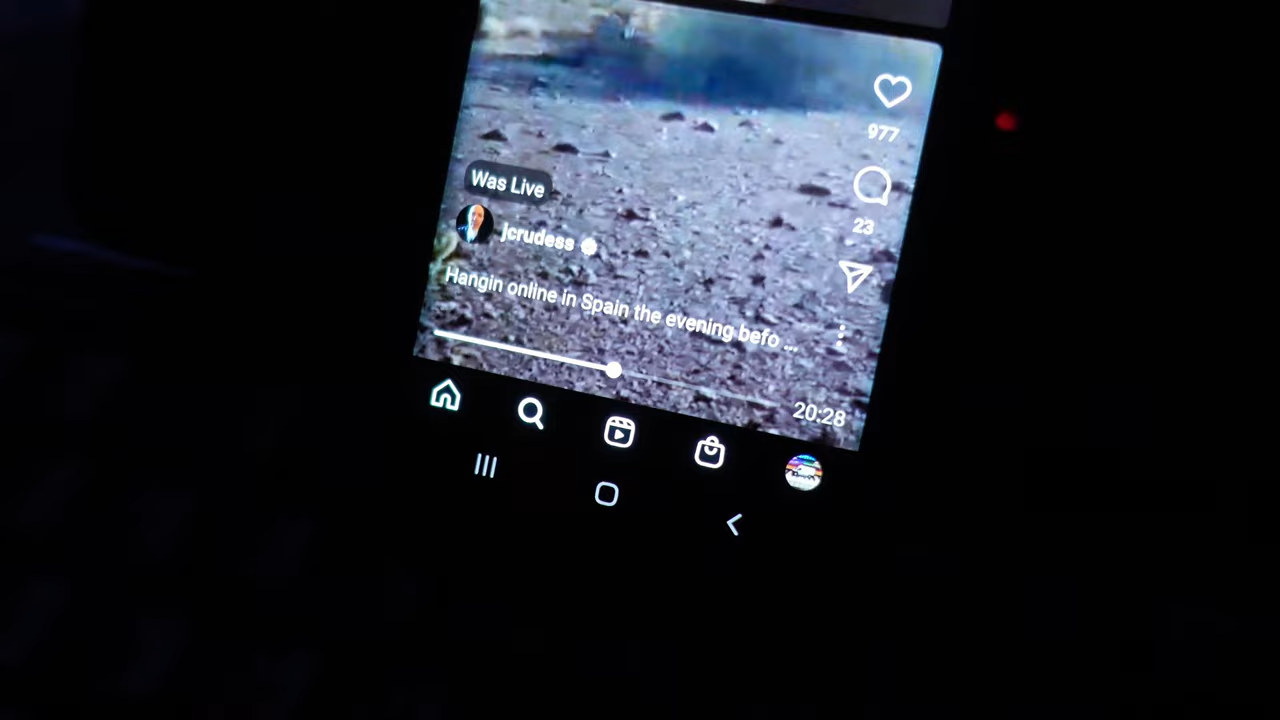 977
Was Live
23
jcrudess
Hangin online in Spain the evening befo ...
20:28